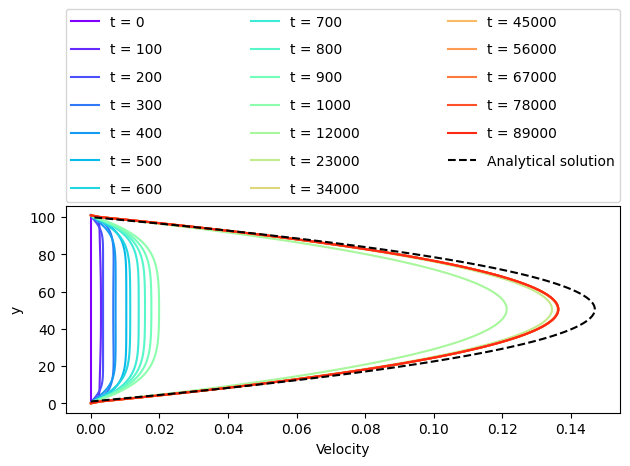 t = 0
t = 100
t = 200
t = 300
t = 400
t = 500
t = 600
t = 700
t = 800
t = 900
t = 1000
t = 12000
t = 23000
t = 34000
t = 45000
t = 56000
t = 67000
t = 78000
t = 89000
Analytical solution
100
80
60
40
20
0
y
0.00 0.02 0.04 0.06 0.08 0.10 0.12 0.14
Velocity